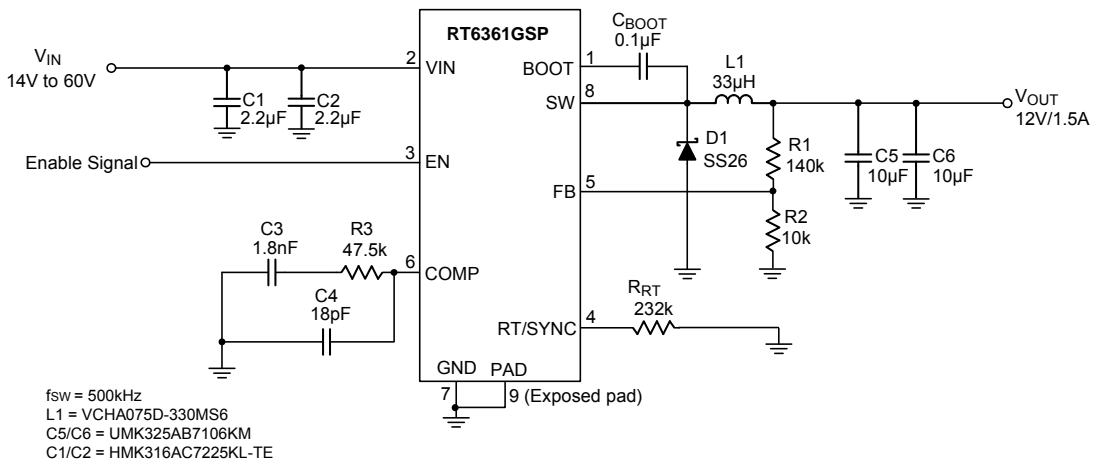 RT6361GSP
VIN
14V to 60V
2
VIN
C1
2.2µF
C2
2.2µF
Enable Signal
3
EN
C3
1.8nF
R3
47.5k
6
COMP
C4
18pF
CBOOT
0.1µF
1
BOOT
L1
33µH
8
SW
VOUT
12V/1.5A
D1
SS26
R1
140k
C5
10µF
C6
10µF
5
FB
R2
10k
RRT
232k
4
RT/SYNC
GND
PAD
7
9 (Exposed pad)
fSW = 500kHz
L1 = VCHA075D-330MS6
C5/C6 = UMK325AB7106KM
C1/C2 = HMK316AC7225KL-TE